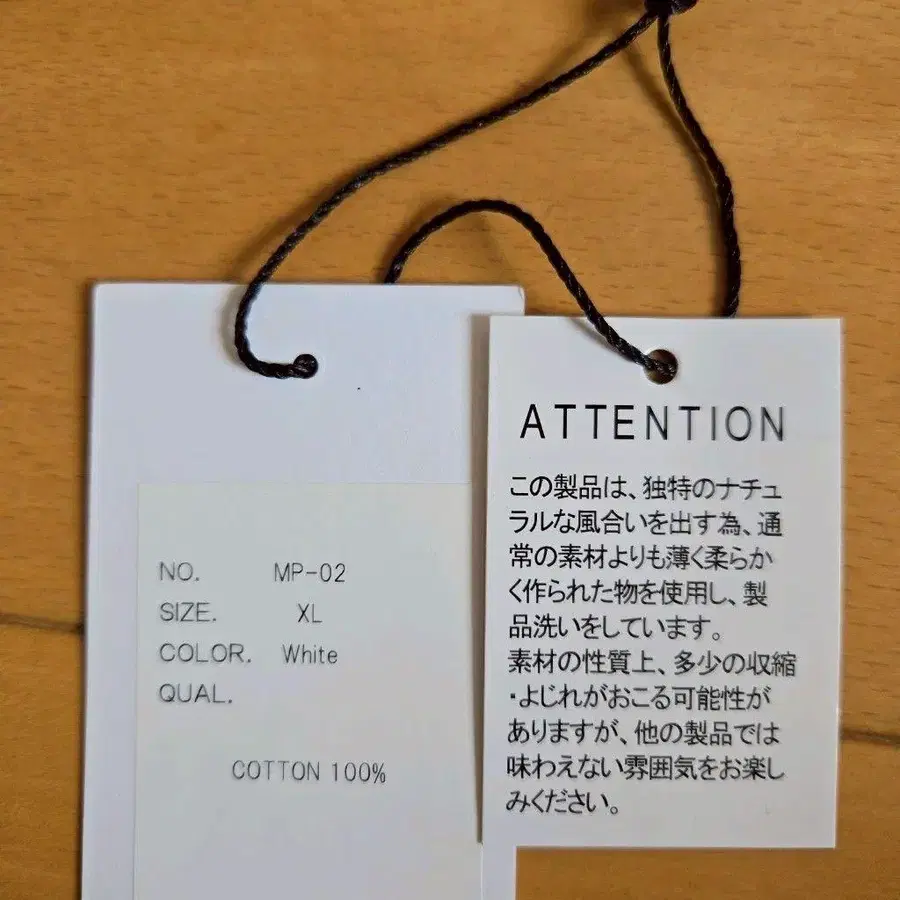 NO. MP-02
SIZE. XL
COLOR. White
QUAL.
COTTON 100%
ATTENTION
この製品は、独特のナチュ
ラルな風合いを出す為、通
常の素材よりも薄く柔らか
く作られた物を使用し、製
品洗いをしています。
素材の性質上、多少の収縮
・よじれがおこる可能性が
ありますが、他の製品では
味わえない雰囲気をお楽し
みください。